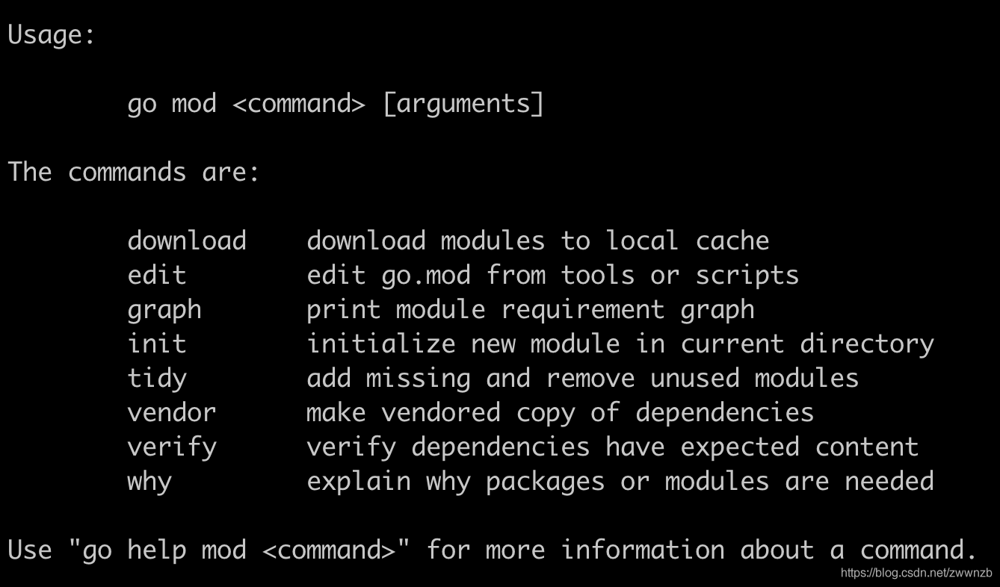 Usage:
go mod <command> [arguments]
The commands are:
download    download modules to local cache
edit        edit go.mod from tools or scripts
graph       print module requirement graph
init        initialize new module in current directory
tidy        add missing and remove unused modules
vendor      make vendored copy of dependencies
verify      verify dependencies have expected content
why         explain why packages or modules are needed
Use "go help mod <command>" for more information about a command.
https://blog.csdn.net/zwwnzb